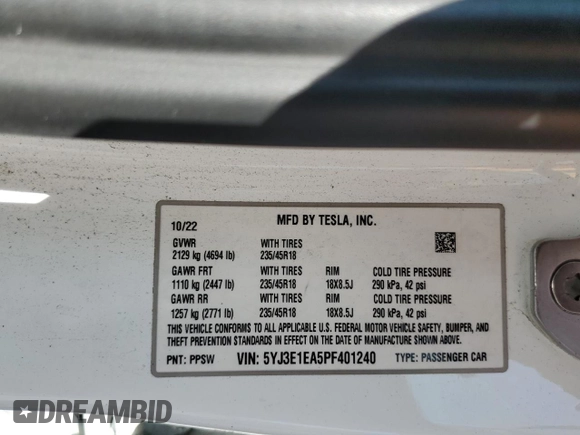 10/22 MFD BY TESLA, INC.
GVWR WITH TIRES
2129 kg (4694 lb) 235/45R18
GAWR FRT WITH TIRES RIM COLD TIRE PRESSURE
1110 kg (2447 lb) 235/45R18 18X8.5J 290 kPa, 42 psi
GAWR RR WITH TIRES RIM COLD TIRE PRESSURE
1257 kg (2771 lb) 235/45R18 18X8.5J 290 kPa, 42 psi
THIS VEHICLE CONFORMS TO ALL APPLICABLE U.S. FEDERAL MOTOR VEHICLE SAFETY, BUMPER, AND
THEFT PREVENTION STANDARDS IN EFFECT ON THE DATE OF MANUFACTURE SHOWN ABOVE.
PNT: PPSW VIN: 5YJ3E1EA5PF401240 TYPE: PASSENGER CAR
DREAMBID